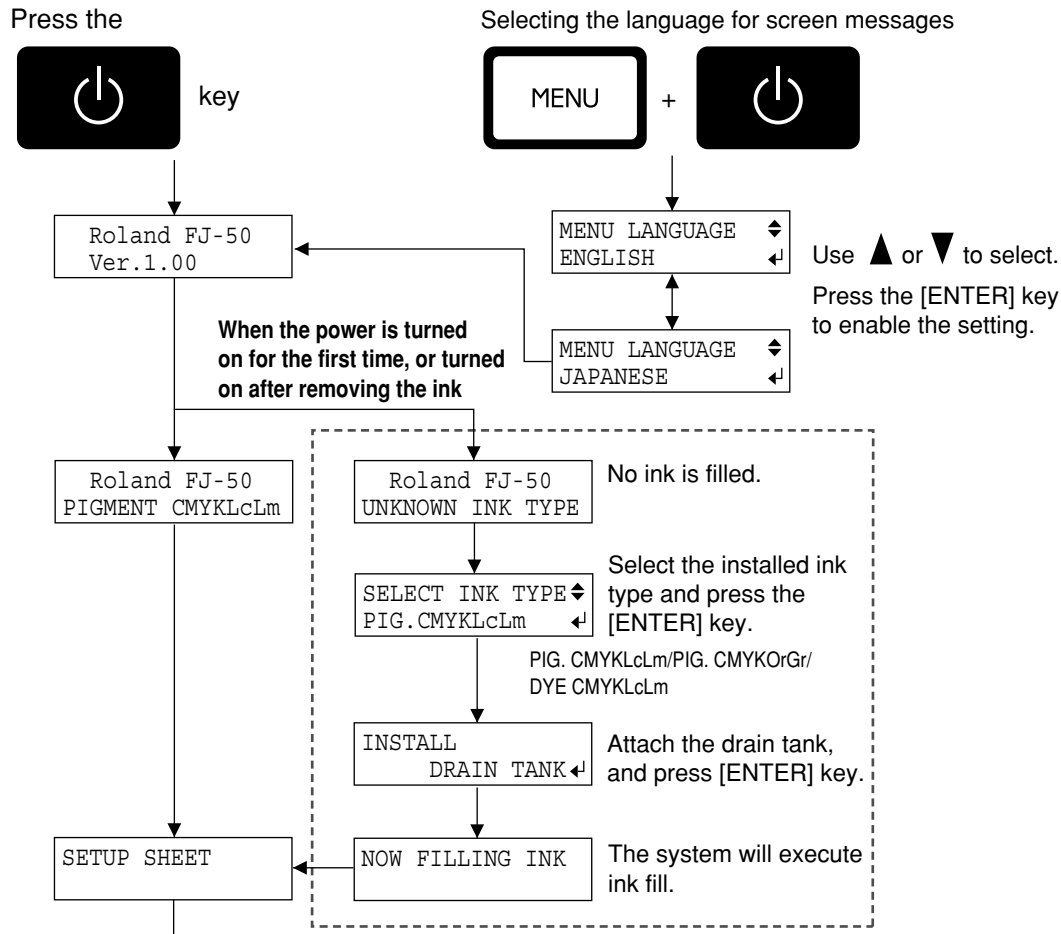 Press the
key
Selecting the language for screen messages
MENU
+
Roland FJ-50
Ver.1.00
MENU LANGUAGE
ENGLISH
Use ▲ or ▼ to select.
Press the [ENTER] key
to enable the setting.
MENU LANGUAGE
JAPANESE
When the power is turned
on for the first time, or turned
on after removing the ink
Roland FJ-50
PIGMENT CMYKLcLm
Roland FJ-50
UNKNOWN INK TYPE
No ink is filled.
SELECT INK TYPE
PIG.CMYKLcLm
Select the installed ink
type and press the
[ENTER] key.
PIG. CMYKLcLm/PIG. CMYKOrGr/
DYE CMYKLcLm
INSTALL
DRAIN TANK
Attach the drain tank,
and press [ENTER] key.
SETUP SHEET
NOW FILLING INK
The system will execute
ink fill.